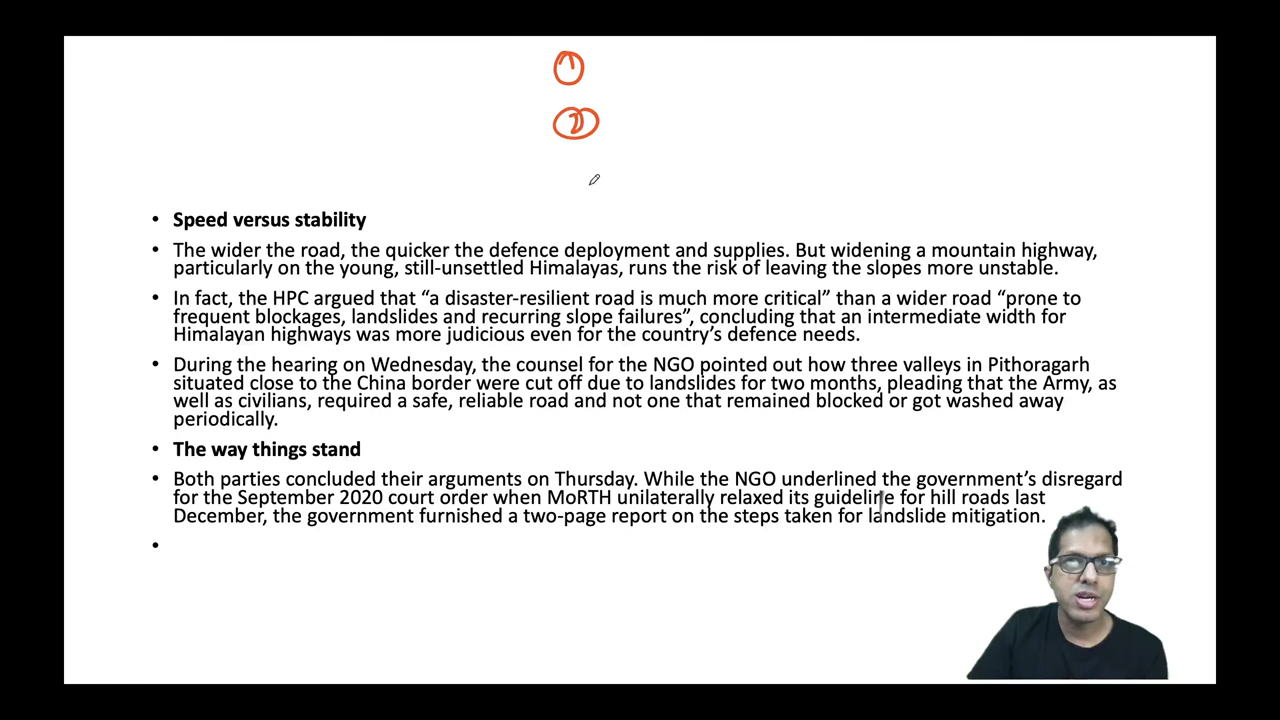 1
2
• Speed versus stability
• The wider the road, the quicker the defence deployment and supplies. But widening a mountain highway,
particularly on the young, still-unsettled Himalayas, runs the risk of leaving the slopes more unstable.
• In fact, the HPC argued that “a disaster-resilient road is much more critical” than a wider road “prone to
frequent blockages, landslides and recurring slope failures”, concluding that an intermediate width for
Himalayan highways was more judicious even for the country’s defence needs.
• During the hearing on Wednesday, the counsel for the NGO pointed out how three valleys in Pithoragarh
situated close to the China border were cut off due to landslides for two months, pleading that the Army, as
well as civilians, required a safe, reliable road and not one that remained blocked or got washed away
periodically.
• The way things stand
• Both parties concluded their arguments on Thursday. While the NGO underlined the government’s disregard
for the September 2020 court order when MoRTH unilaterally relaxed its guideline for hill roads last
December, the government furnished a two-page report on the steps taken for landslide mitigation.
•